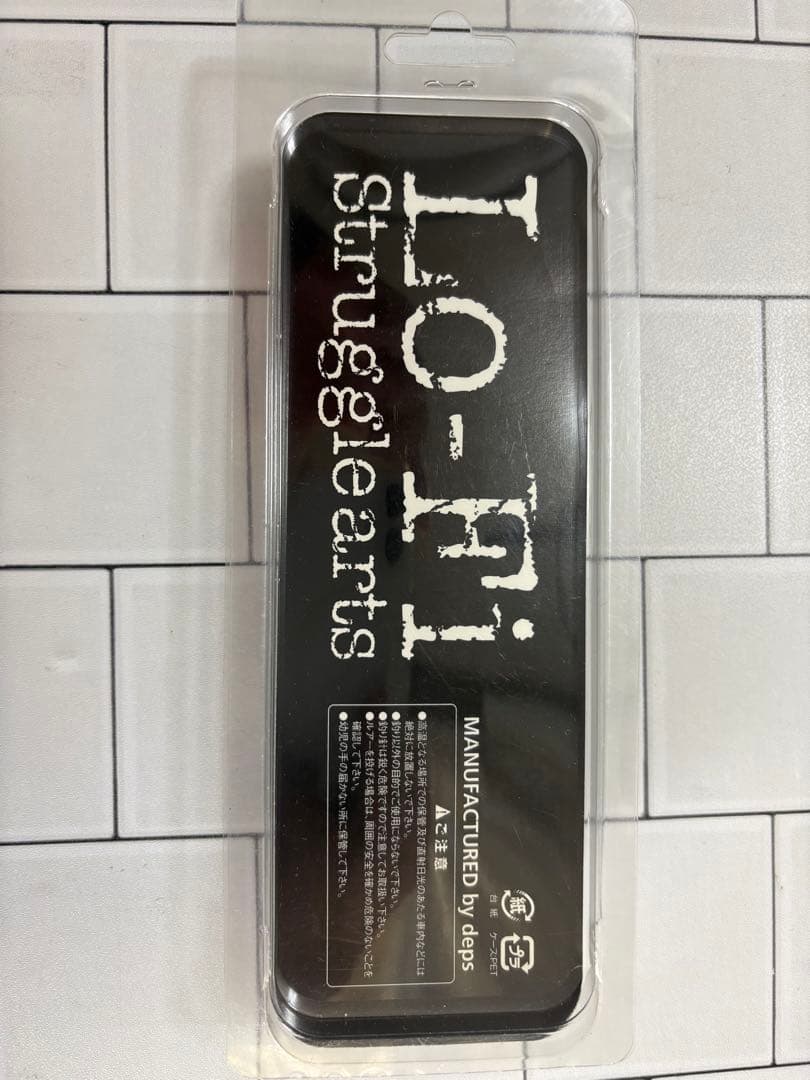 Lo-Fi
Strugglearts
MANUFACTURED by deps
紙
台紙
プラ
ケース:PET
ご注意
●高温となる場所での保管及び直射日光のあたる車内などには
絶対に放置しないで下さい。
●釣り以外の目的でご使用にならないで下さい。
●釣り針は鋭く危険ですので注意してお取扱い下さい。
●ルアーを投げる場合は、周囲の安全を確かめ危険のないことを
確認して下さい。
●幼児の手の届かない所に保管して下さい。